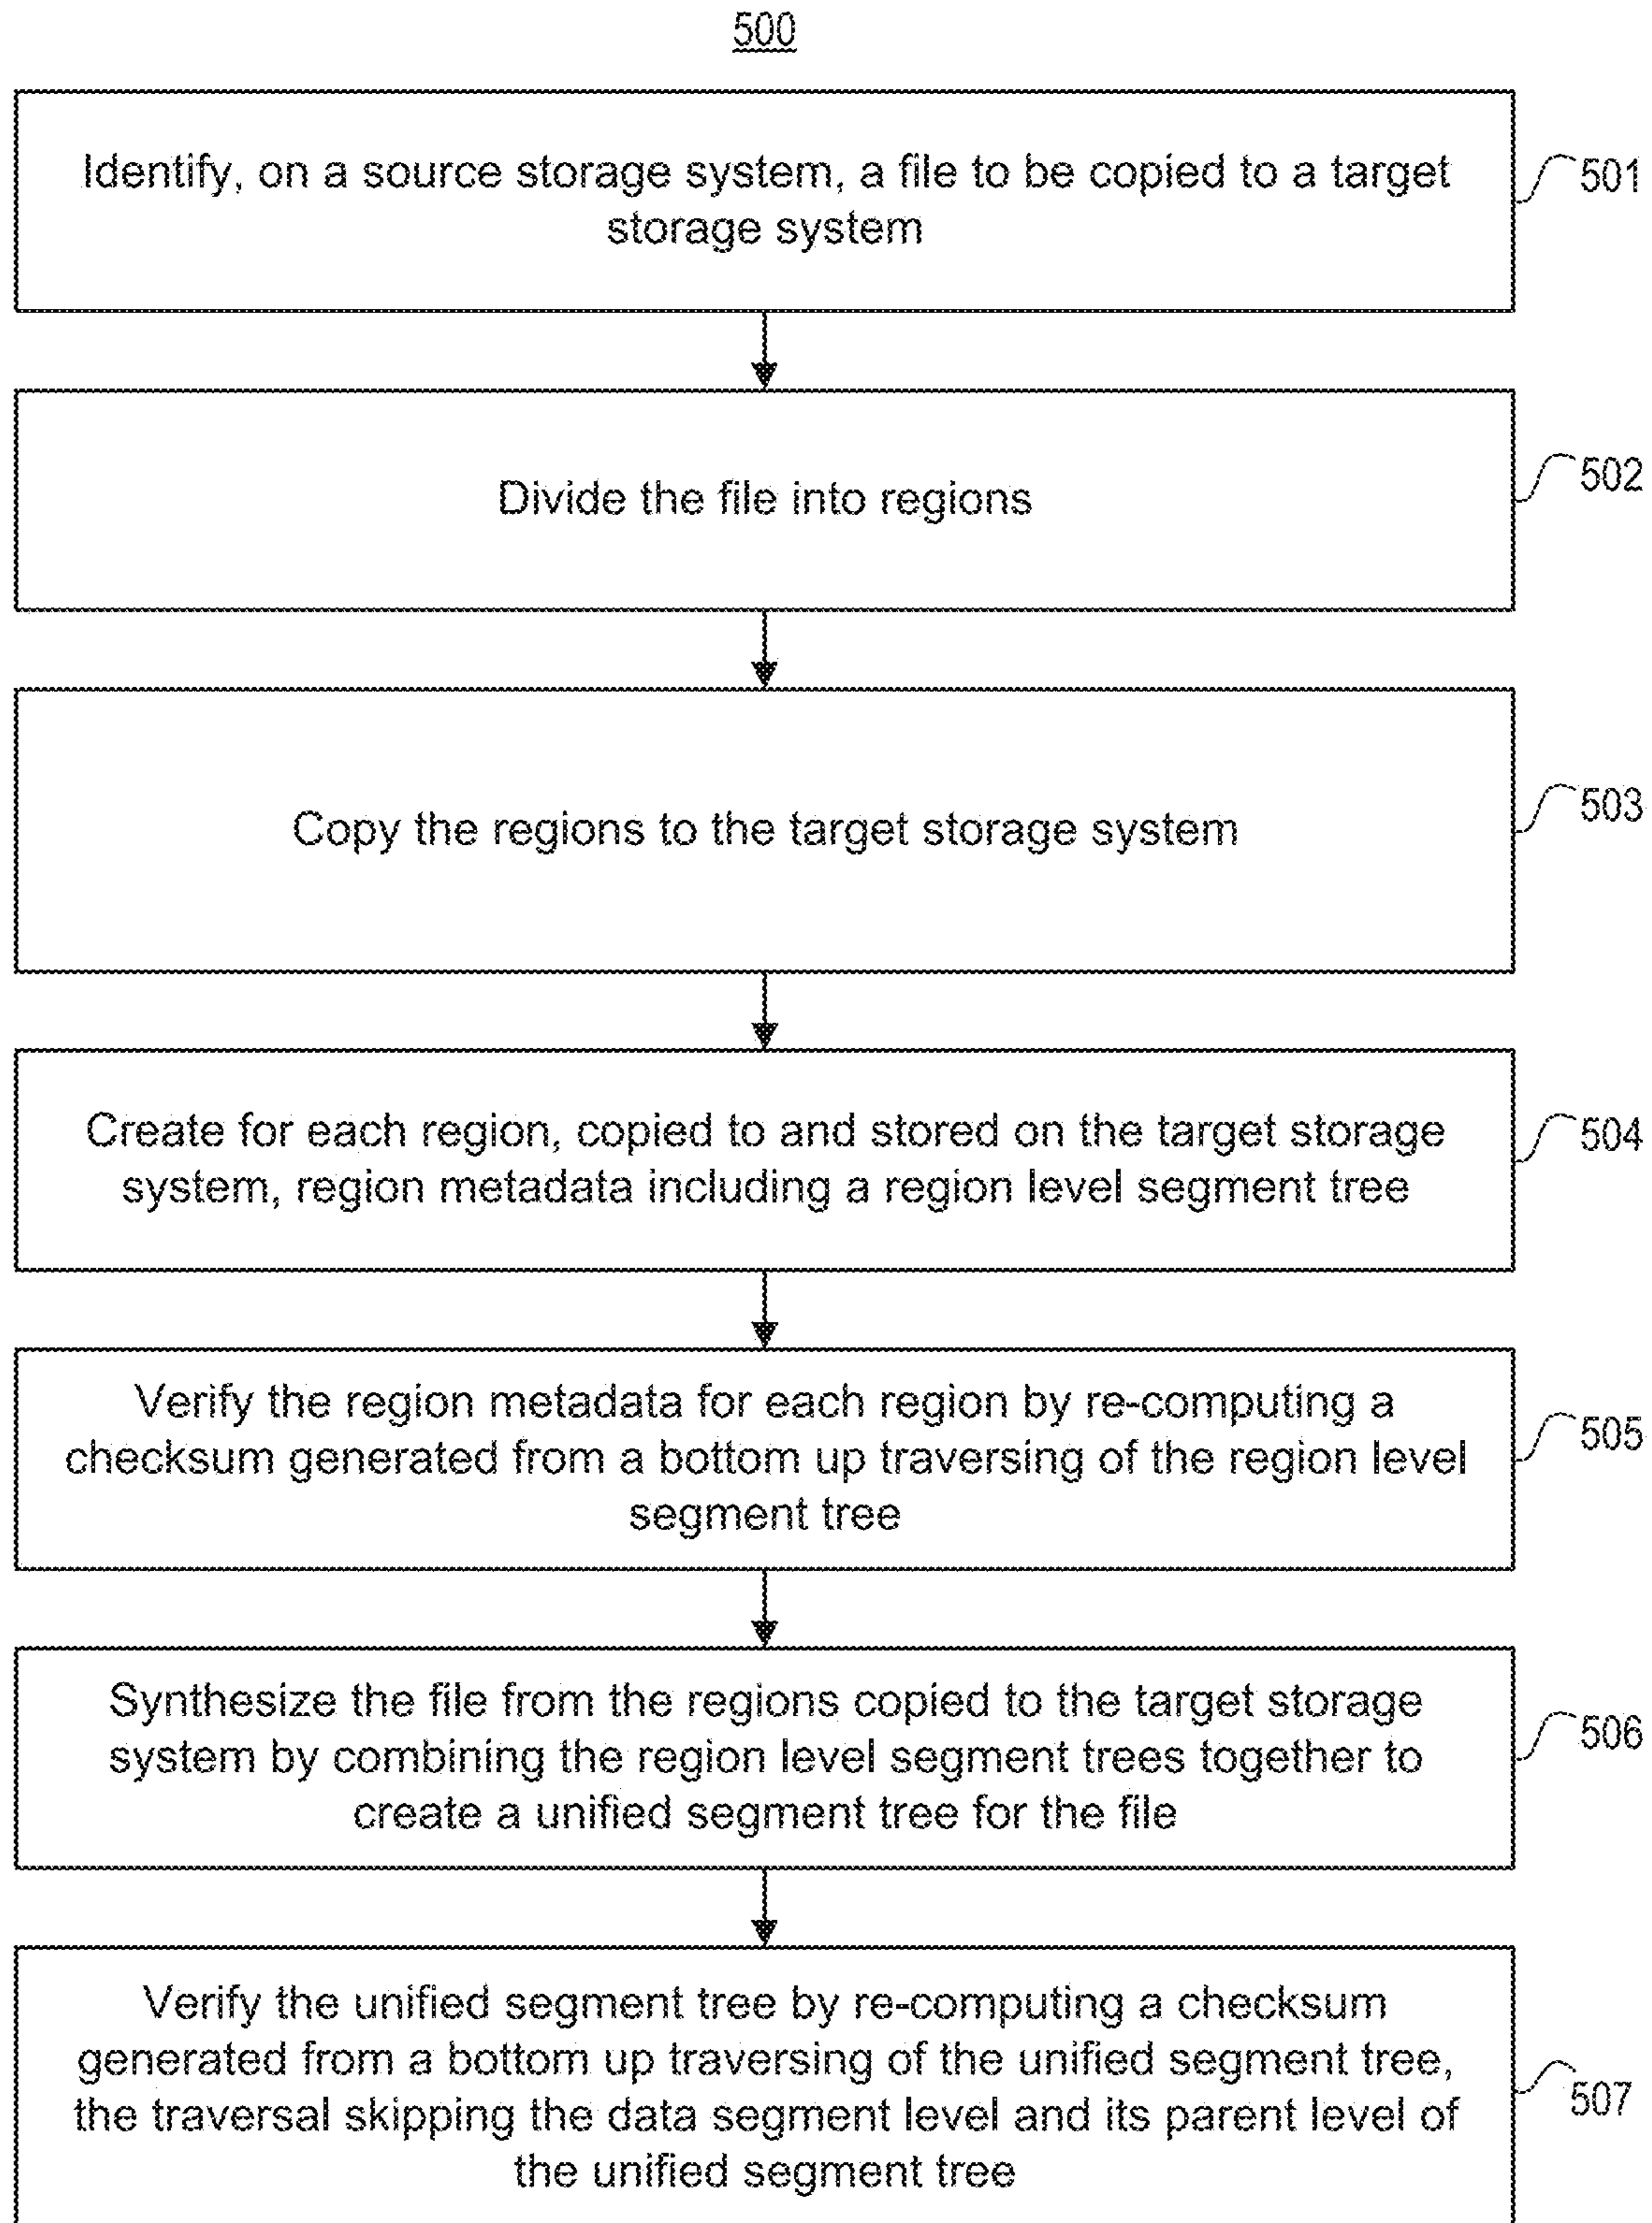 500
Identify, on a source storage system, a file to be copied to a target
storage system
501
Divide the file into regions
502
Copy the regions to the target storage system
503
Create for each region, copied to and stored on the target storage
system, region metadata including a region level segment tree
504
Verify the region metadata for each region by re-computing a
checksum generated from a bottom up traversing of the region level
segment tree
505
Synthesize the file from the regions copied to the target storage
system by combining the region level segment trees together to
create a unified segment tree for the file
506
Verify the unified segment tree by re-computing a checksum
generated from a bottom up traversing of the unified segment tree,
the traversal skipping the data segment level and its parent level of
the unified segment tree
507